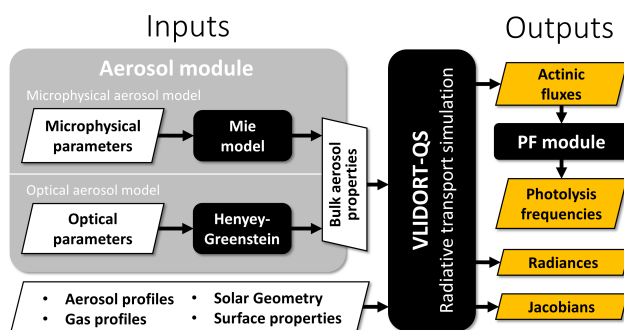 Inputs
Outputs
Aerosol module
Microphysical aerosol model
Microphysical
parameters
Mie
model
Optical aerosol model
Optical
parameters
Henyey-
Greenstein
Bulk aerosol
properties
• Aerosol profiles
• Gas profiles
• Solar Geometry
• Surface properties
VLIDORT-QS
Radiative transport simulation
Actinic
fluxes
PF module
Photolysis
frequencies
Radiances
Jacobians